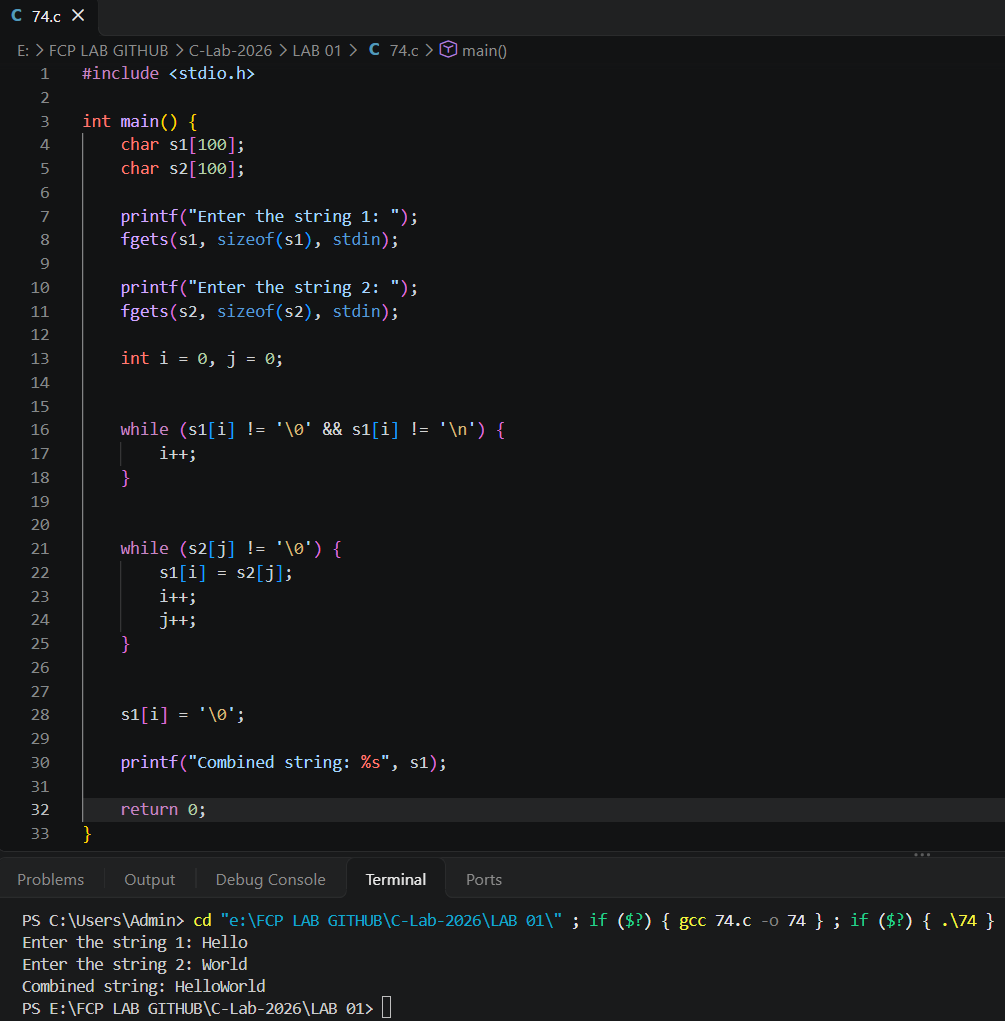 C 74.c ×
E: > FCP LAB GITHUB > C-Lab-2026 > LAB 01 > C 74.c > main()
1 #include <stdio.h>
2
3 int main() {
4     char s1[100];
5     char s2[100];
6
7     printf("Enter the string 1: ");
8     fgets(s1, sizeof(s1), stdin);
9
10     printf("Enter the string 2: ");
11     fgets(s2, sizeof(s2), stdin);
12
13     int i = 0, j = 0;
14
15
16     while (s1[i] != '\0' && s1[i] != '\n') {
17         i++;
18     }
19
20
21     while (s2[j] != '\0') {
22         s1[i] = s2[j];
23         i++;
24         j++;
25     }
26
27
28     s1[i] = '\0';
29
30     printf("Combined string: %s", s1);
31
32     return 0;
33 }
Problems Output Debug Console Terminal Ports
PS C:\Users\Admin> cd "e:\FCP LAB GITHUB\C-Lab-2026\LAB 01\" ; if ($?) { gcc 74.c -o 74 } ; if ($?) { .\74 }
Enter the string 1: Hello
Enter the string 2: World
Combined string: HelloWorld
PS E:\FCP LAB GITHUB\C-Lab-2026\LAB 01>